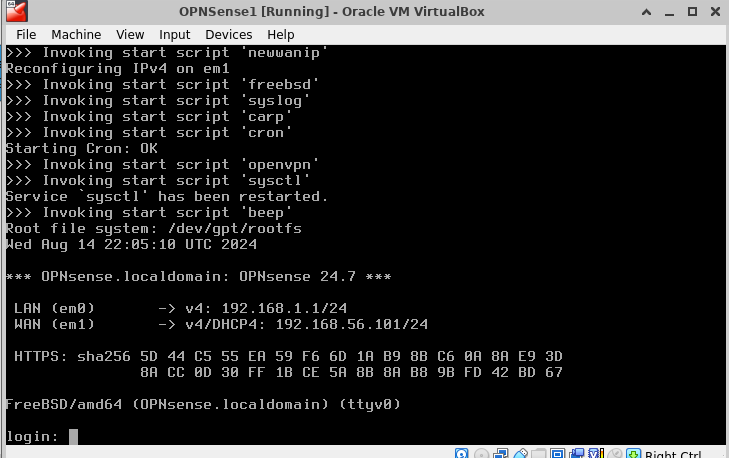 OPNSense1 [Running] - Oracle VM VirtualBox
File Machine View Input Devices Help
>>> Invoking start script 'newwanip'
Reconfiguring IPv4 on em1
>>> Invoking start script 'freebsd'
>>> Invoking start script 'syslog'
>>> Invoking start script 'carp'
>>> Invoking start script 'cron'
Starting Cron: OK
>>> Invoking start script 'openvpn'
>>> Invoking start script 'sysctl'
Service `sysctl' has been restarted.
>>> Invoking start script 'beep'
Root file system: /dev/gpt/rootfs
Wed Aug 14 22:05:10 UTC 2024
*** OPNsense.localdomain: OPNsense 24.7 ***
LAN (em0) -> v4: 192.168.1.1/24
WAN (em1) -> v4/DHCP4: 192.168.56.101/24
HTTPS: sha256 5D 44 C5 55 EA 59 F6 6D 1A B9 8B C6 0A 8A E9 3D
8A CC 0D 30 FF 1B CE 5A 8B 8A B8 9B FD 42 BD 67
FreeBSD/amd64 (OPNsense.localdomain) (ttyv0)
login:
Right Ctrl